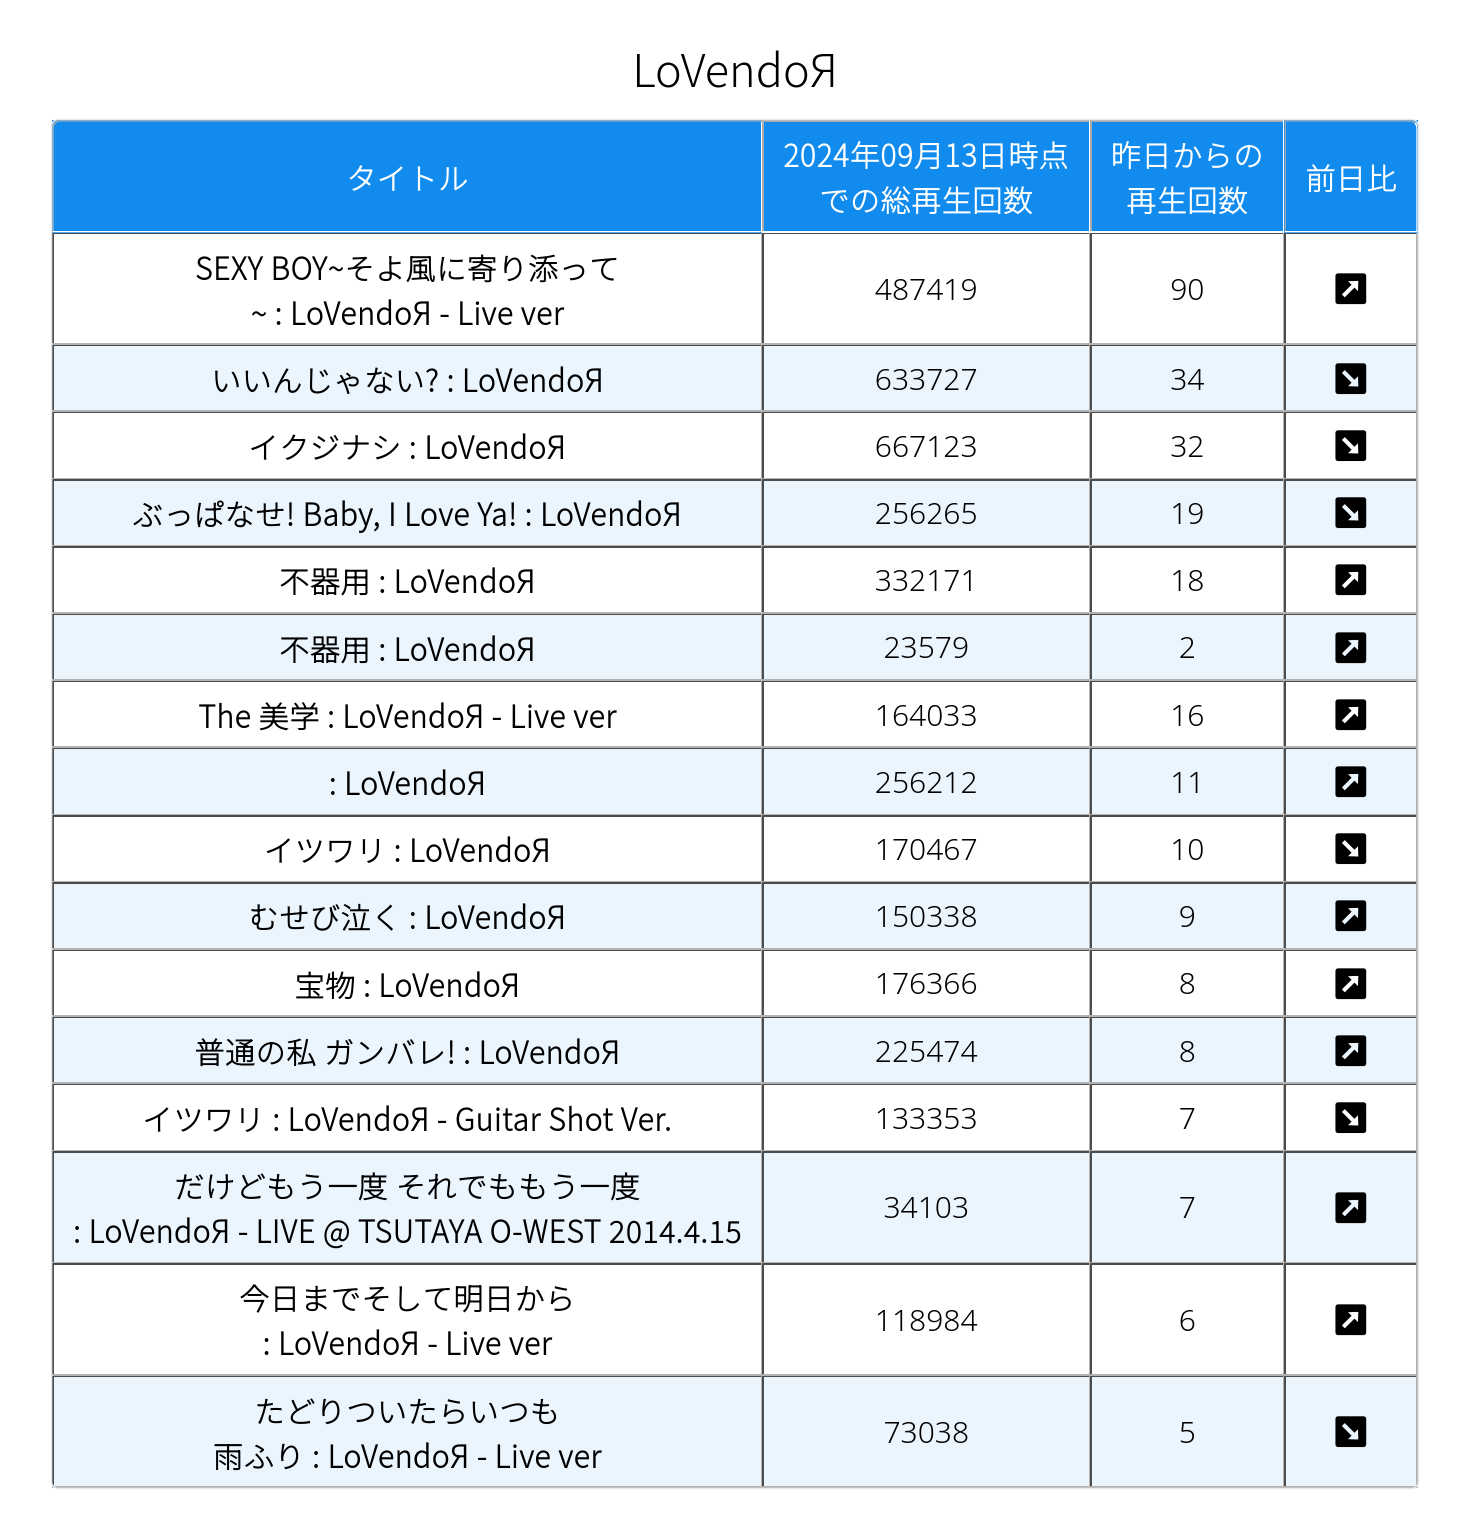 LoVendoЯ
タイトル
2024年09月13日時点
での総再生回数
昨日からの
再生回数
前日比
SEXY BOY~そよ風に寄り添って
~ : LoVendoЯ - Live ver
487419
90
いいんじゃない? : LoVendoЯ
633727
34
イクジナシ : LoVendoЯ
667123
32
ぶっぱなせ! Baby, I Love Ya! : LoVendoЯ
256265
19
不器用 : LoVendoЯ
332171
18
不器用 : LoVendoЯ
23579
2
The 美学 : LoVendoЯ - Live ver
164033
16
: LoVendoЯ
256212
11
イツワリ : LoVendoЯ
170467
10
むせび泣く : LoVendoЯ
150338
9
宝物 : LoVendoЯ
176366
8
普通の私 ガンバレ! : LoVendoЯ
225474
8
イツワリ : LoVendoЯ - Guitar Shot Ver.
133353
7
だけどもう一度 それでももう一度
: LoVendoЯ - LIVE @ TSUTAYA O-WEST 2014.4.15
34103
7
今日までそして明日から
: LoVendoЯ - Live ver
118984
6
たどりついたらいつも
雨ふり : LoVendoЯ - Live ver
73038
5